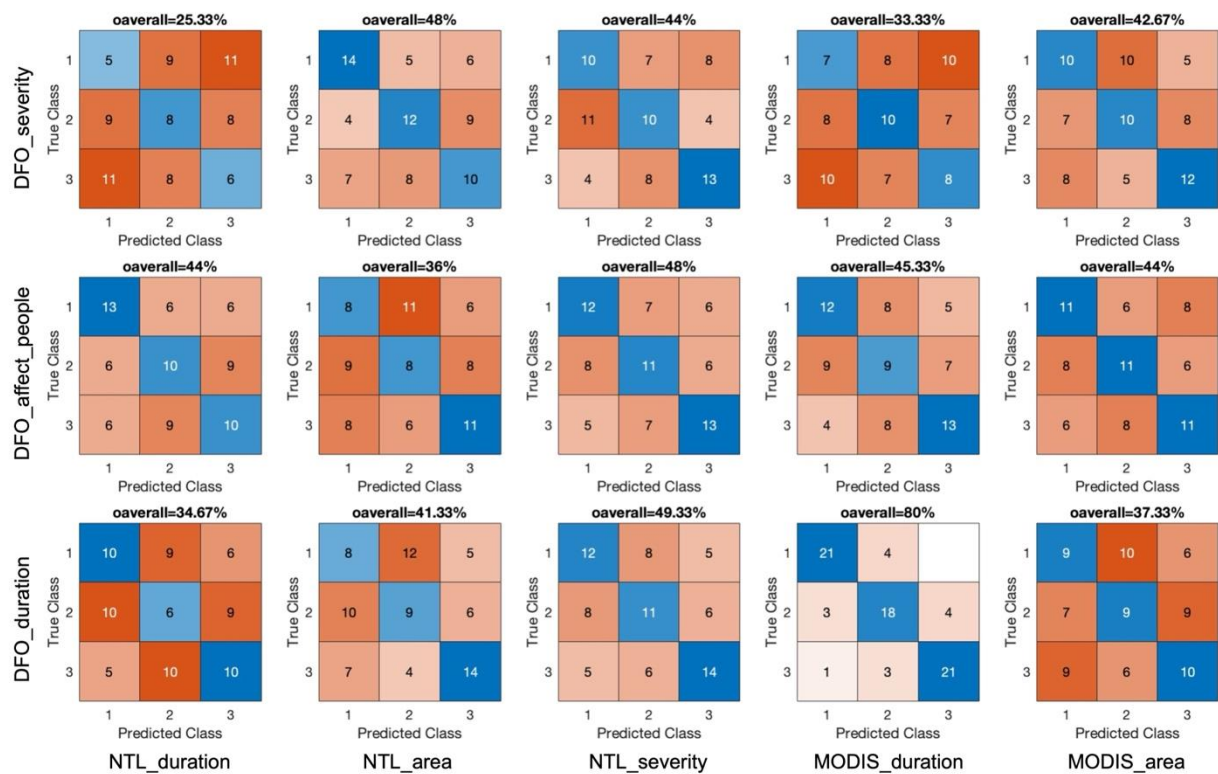 oaverall=25.33% oaverall=48% oaverall=44% oaverall=33.33% oaverall=42.67%
1 5 9 11 1 14 5 6 1 10 7 8 1 7 8 10 1 10 10 5
DFO_severity True Class 2 9 8 8 True Class 2 4 12 9 True Class 2 11 10 4 True Class 2 8 10 7 True Class 2 7 10 8
3 11 8 6 3 7 8 10 3 4 8 13 3 10 7 8 3 8 5 12
1 2 3 1 2 3 1 2 3 1 2 3 1 2 3
Predicted Class Predicted Class Predicted Class Predicted Class Predicted Class
oaverall=44% oaverall=36% oaverall=48% oaverall=45.33% oaverall=44%
1 13 6 6 1 8 11 6 1 12 7 6 1 12 8 5 1 11 6 8
DFO_affect_people True Class 2 6 10 9 True Class 2 9 8 8 True Class 2 8 11 6 True Class 2 9 9 7 True Class 2 8 11 6
3 6 9 10 3 8 6 11 3 5 7 13 3 4 8 13 3 6 8 11
1 2 3 1 2 3 1 2 3 1 2 3 1 2 3
Predicted Class Predicted Class Predicted Class Predicted Class Predicted Class
oaverall=34.67% oaverall=41.33% oaverall=49.33% oaverall=80% oaverall=37.33%
1 10 9 6 1 8 12 5 1 12 8 5 1 21 4 1 9 10 6
DFO_duration True Class 2 10 6 9 True Class 2 10 9 6 True Class 2 8 11 6 True Class 2 3 18 4 True Class 2 7 9 9
3 5 10 10 3 7 4 14 3 5 6 14 3 1 3 21 3 9 6 10
1 2 3 1 2 3 1 2 3 1 2 3 1 2 3
Predicted Class Predicted Class Predicted Class Predicted Class Predicted Class
NTL_duration NTL_area NTL_severity MODIS_duration MODIS_area